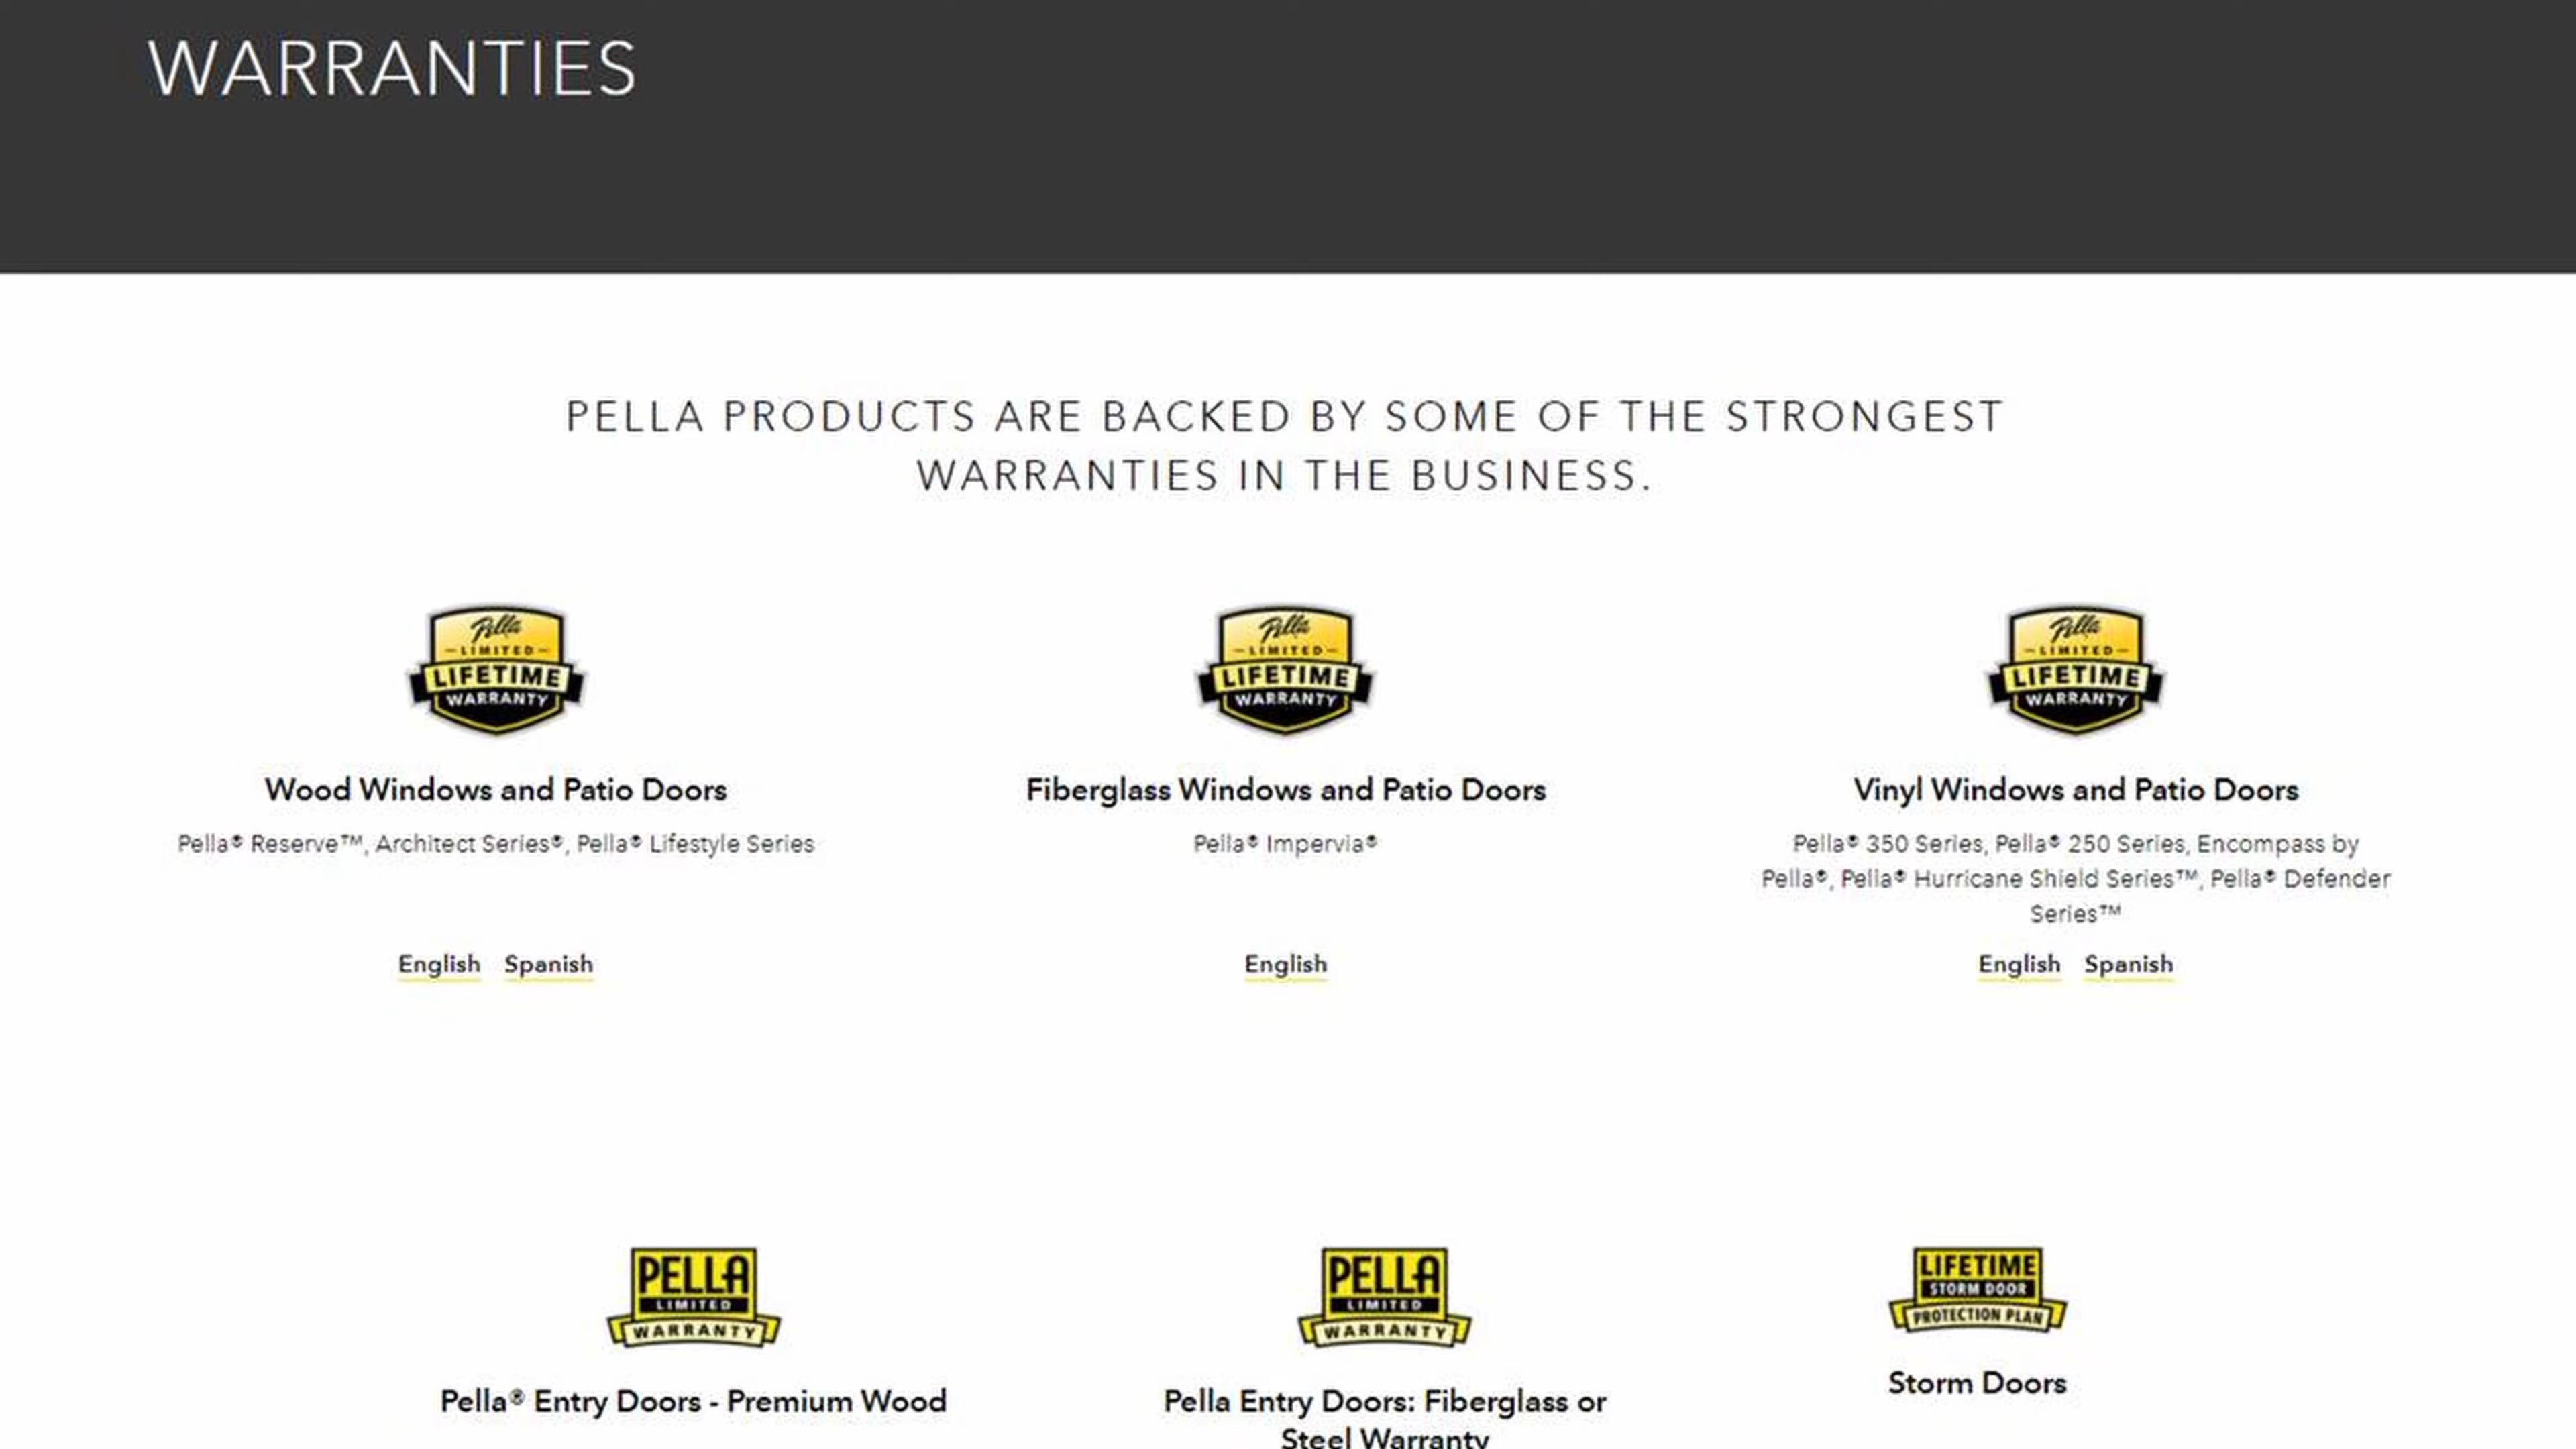 WARRANTIES
PELLA PRODUCTS ARE BACKED BY SOME OF THE STRONGEST
WARRANTIES IN THE BUSINESS.
Pella
LIMITED
LIFETIME
WARRANTY
Wood Windows and Patio Doors
Pella® Reserve™, Architect Series®, Pella® Lifestyle Series
English Spanish
Pella
LIMITED
LIFETIME
WARRANTY
Fiberglass Windows and Patio Doors
Pella® Impervia®
English
Pella
LIMITED
LIFETIME
WARRANTY
Vinyl Windows and Patio Doors
Pella® 350 Series, Pella® 250 Series, Encompass by
Pella®, Pella® Hurricane Shield Series™, Pella® Defender
Series™
English Spanish
PELLA
LIMITED
WARRANTY
Pella® Entry Doors - Premium Wood
PELLA
LIMITED
WARRANTY
Pella Entry Doors: Fiberglass or
Steel Warranty
LIFETIME
STORM DOOR
PROTECTION PLAN
Storm Doors